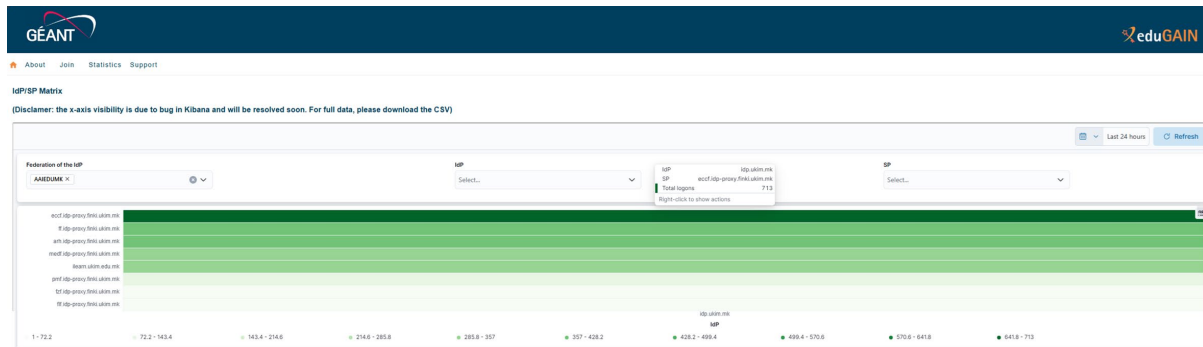 GÉANT
eduGAIN
About Join Statistics Support
IdP/SP Matrix
(Disclamer: the x-axis visibility is due to bug in Kibana and will be resolved soon. For full data, please download the CSV)
Last 24 hours Refresh
Federation of the IdP IdP SP
AAIEDUMK × Select... Select...
IdP idp.ukim.mk
SP eccf.idp-proxy.finki.ukim.mk
Total logons 713
Right-click to show actions
eccf.idp-proxy.finki.ukim.mk
ff.idp-proxy.finki.ukim.mk
arh.idp-proxy.finki.ukim.mk
medf.idp-proxy.finki.ukim.mk
ilearn.ukim.edu.mk
pmf.idp-proxy.finki.ukim.mk
fzf.idp-proxy.finki.ukim.mk
flf.idp-proxy.finki.ukim.mk
idp.ukim.mk
IdP
1 - 72.2 72.2 - 143.4 143.4 - 214.6 214.6 - 285.8 285.8 - 357 357 - 428.2 428.2 - 499.4 499.4 - 570.6 570.6 - 641.8 641.8 - 713